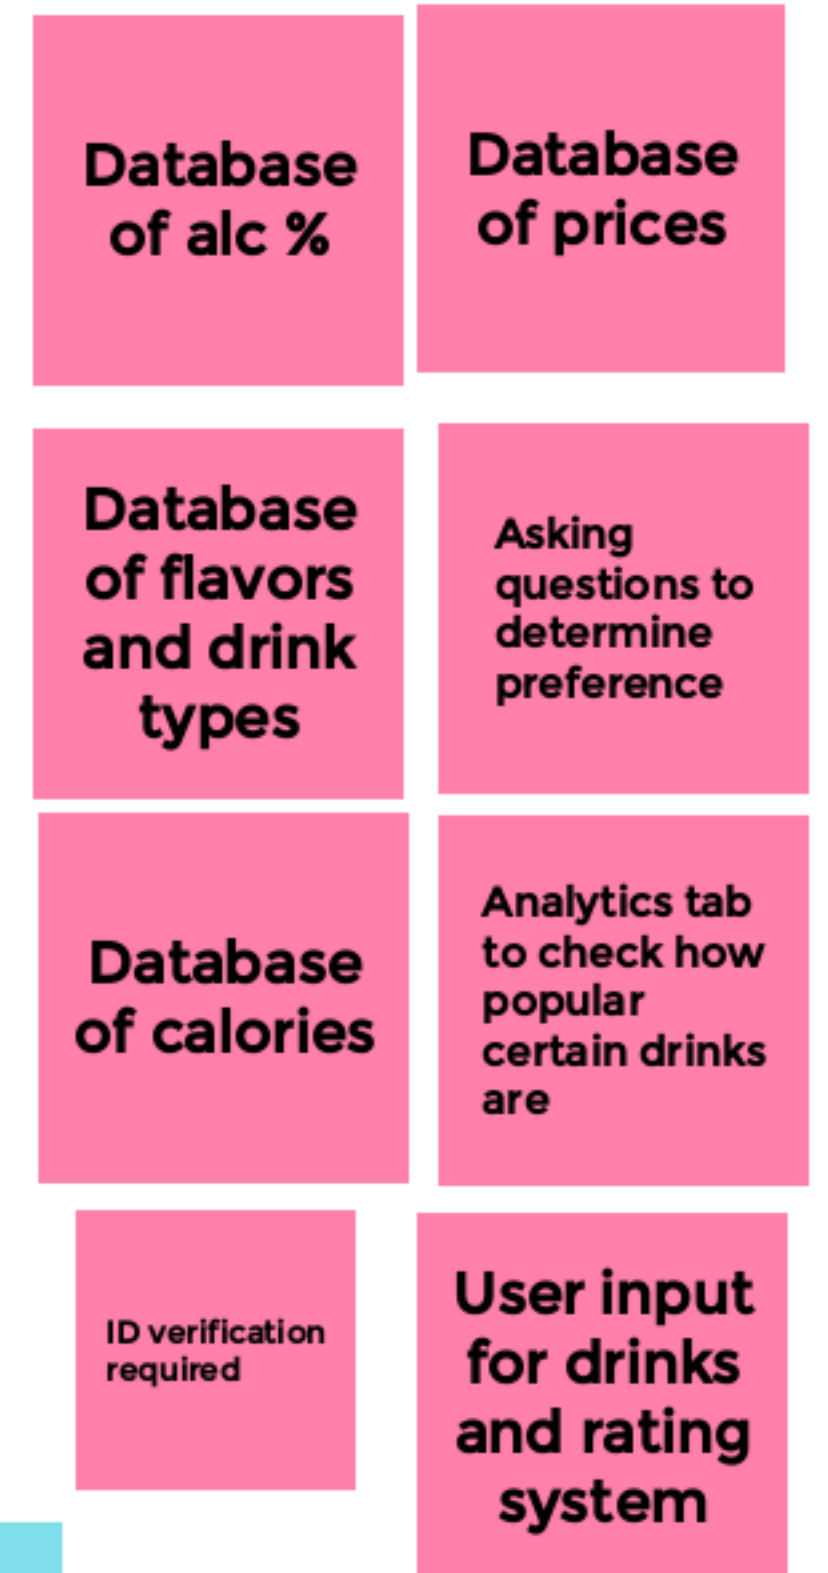 Database
of alc %
Database
of prices
Database
of flavors
and drink
types
Asking
questions to
determine
preference
Database
of calories
Analytics tab
to check how
popular
certain drinks
are
ID verification
required
User input
for drinks
and rating
system